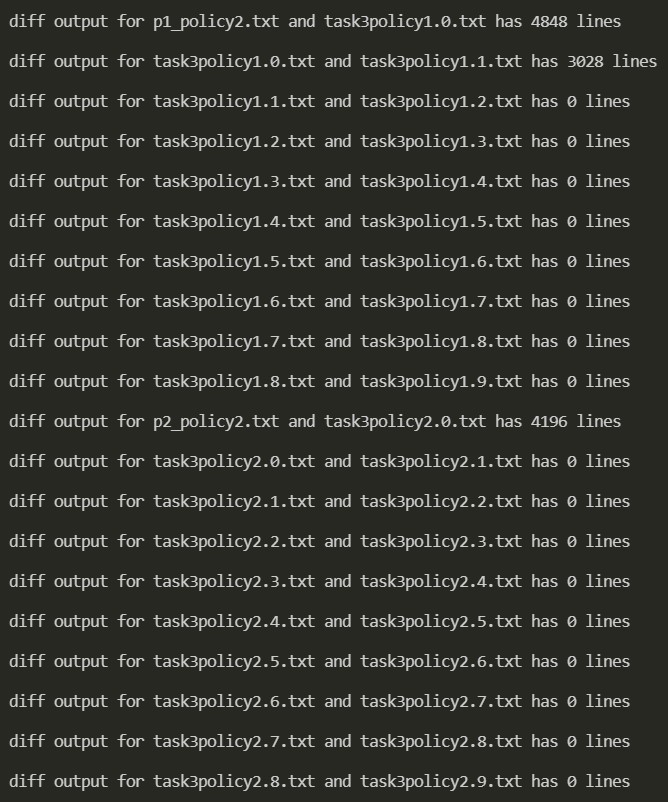 diff output for p1_policy2.txt and task3policy1.0.txt has 4848 lines
diff output for task3policy1.0.txt and task3policy1.1.txt has 3028 lines
diff output for task3policy1.1.txt and task3policy1.2.txt has 0 lines
diff output for task3policy1.2.txt and task3policy1.3.txt has 0 lines
diff output for task3policy1.3.txt and task3policy1.4.txt has 0 lines
diff output for task3policy1.4.txt and task3policy1.5.txt has 0 lines
diff output for task3policy1.5.txt and task3policy1.6.txt has 0 lines
diff output for task3policy1.6.txt and task3policy1.7.txt has 0 lines
diff output for task3policy1.7.txt and task3policy1.8.txt has 0 lines
diff output for task3policy1.8.txt and task3policy1.9.txt has 0 lines
diff output for p2_policy2.txt and task3policy2.0.txt has 4196 lines
diff output for task3policy2.0.txt and task3policy2.1.txt has 0 lines
diff output for task3policy2.1.txt and task3policy2.2.txt has 0 lines
diff output for task3policy2.2.txt and task3policy2.3.txt has 0 lines
diff output for task3policy2.3.txt and task3policy2.4.txt has 0 lines
diff output for task3policy2.4.txt and task3policy2.5.txt has 0 lines
diff output for task3policy2.5.txt and task3policy2.6.txt has 0 lines
diff output for task3policy2.6.txt and task3policy2.7.txt has 0 lines
diff output for task3policy2.7.txt and task3policy2.8.txt has 0 lines
diff output for task3policy2.8.txt and task3policy2.9.txt has 0 lines